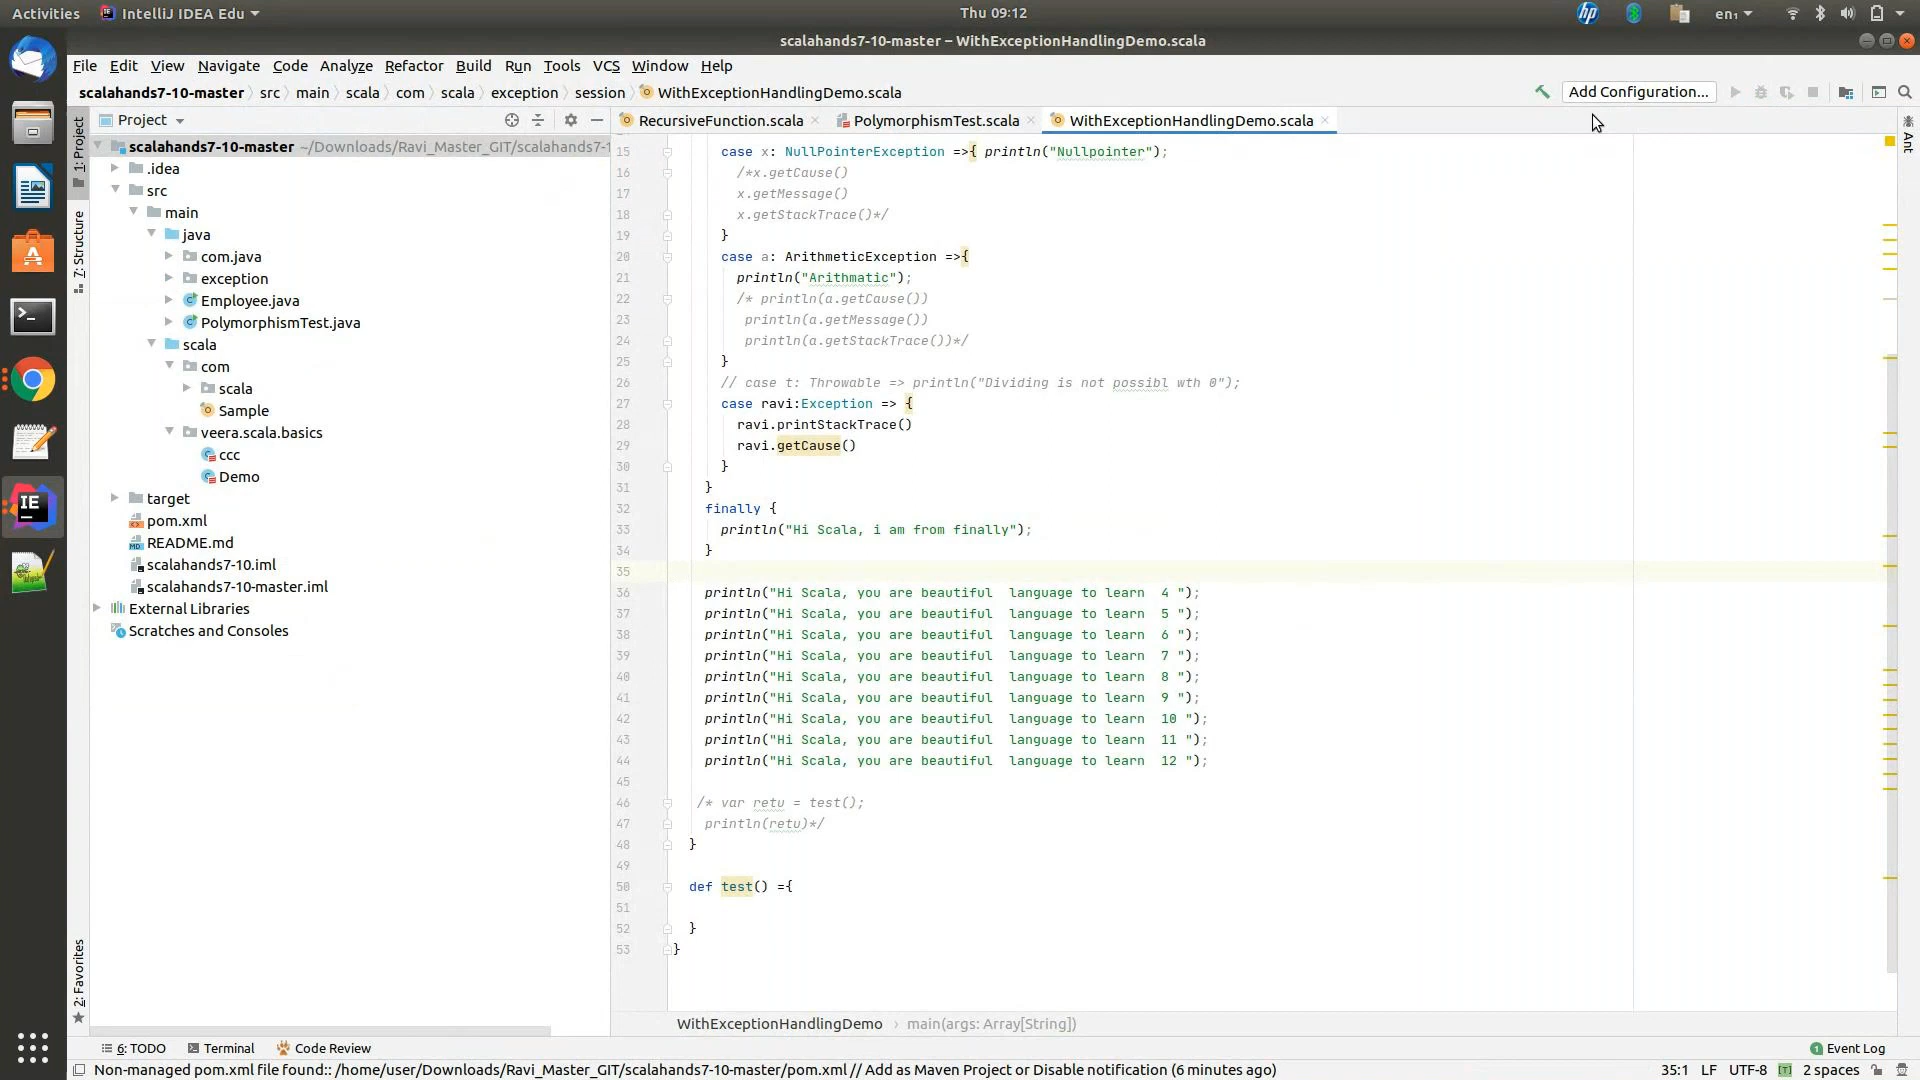 Activities IntelliJ IDEA Edu Thu 09:12 en₁
scalahands7-10-master – WithExceptionHandlingDemo.scala
File Edit View Navigate Code Analyze Refactor Build Run Tools VCS Window Help
scalahands7-10-master src main scala com scala exception session WithExceptionHandlingDemo.scala Add Configuration...
Project
RecursiveFunction.scala PolymorphismTest.scala WithExceptionHandlingDemo.scala
1: Project
7: Structure
2: Favorites
Ant
scalahands7-10-master ~/Downloads/Ravi_Master_GIT/scalahands7-1
.idea
src
main
java
com.java
exception
Employee.java
PolymorphismTest.java
scala
com
scala
Sample
veera.scala.basics
ccc
Demo
target
pom.xml
README.md
scalahands7-10.iml
scalahands7-10-master.iml
External Libraries
Scratches and Consoles
15 case x: NullPointerException =>{ println("Nullpointer");
16 /*x.getCause()
17 x.getMessage()
18 x.getStackTrace()*/
19 }
20 case a: ArithmeticException =>{
21 println("Arithmatic");
22 /* println(a.getCause())
23 println(a.getMessage())
24 println(a.getStackTrace())*/
25 }
26 // case t: Throwable => println("Dividing is not possibl wth 0");
27 case ravi:Exception => {
28 ravi.printStackTrace()
29 ravi.getCause()
30 }
31 }
32 finally {
33 println("Hi Scala, i am from finally");
34 }
35
36 println("Hi Scala, you are beautiful  language to learn  4 ");
37 println("Hi Scala, you are beautiful  language to learn  5 ");
38 println("Hi Scala, you are beautiful  language to learn  6 ");
39 println("Hi Scala, you are beautiful  language to learn  7 ");
40 println("Hi Scala, you are beautiful  language to learn  8 ");
41 println("Hi Scala, you are beautiful  language to learn  9 ");
42 println("Hi Scala, you are beautiful  language to learn  10 ");
43 println("Hi Scala, you are beautiful  language to learn  11 ");
44 println("Hi Scala, you are beautiful  language to learn  12 ");
45
46 /* var retu = test();
47 println(retu)*/
48 }
49
50 def test() ={
51
52 }
53 }
WithExceptionHandlingDemo main(args: Array[String])
6: TODO Terminal Code Review 1 Event Log
Non-managed pom.xml file found:: /home/user/Downloads/Ravi_Master_GIT/scalahands7-10-master/pom.xml // Add as Maven Project or Disable notification (6 minutes ago) 35:1 LF UTF-8 [T] 2 spaces